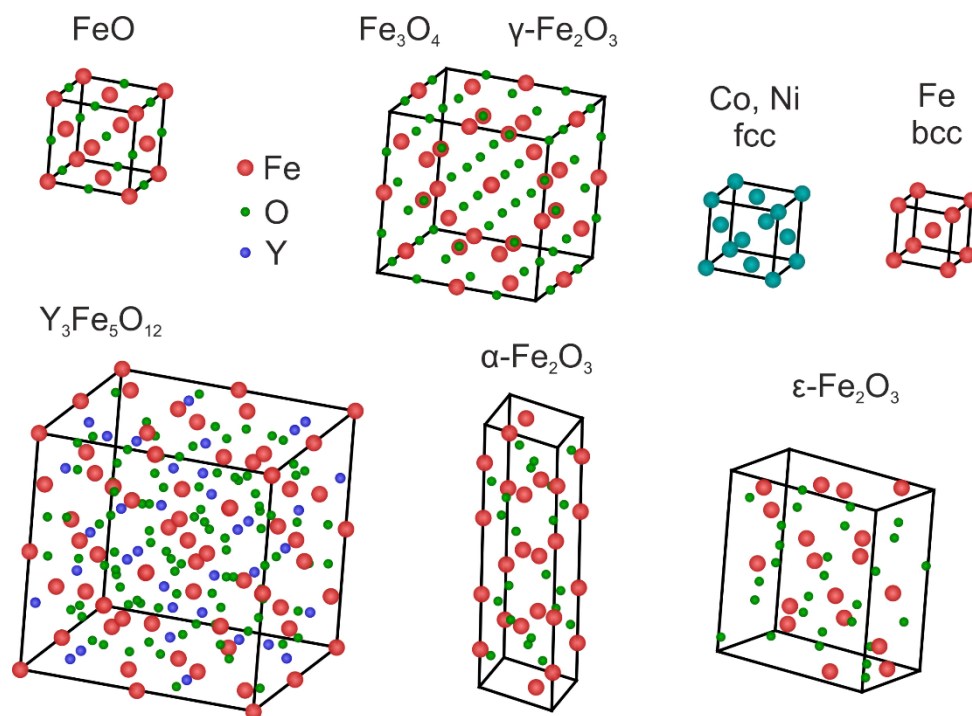 FeO
Fe₃O₄
γ-Fe₂O₃
Co, Ni
fcc
Fe
bcc
Fe
O
Y
Y₃Fe₅O₁₂
α-Fe₂O₃
ε-Fe₂O₃